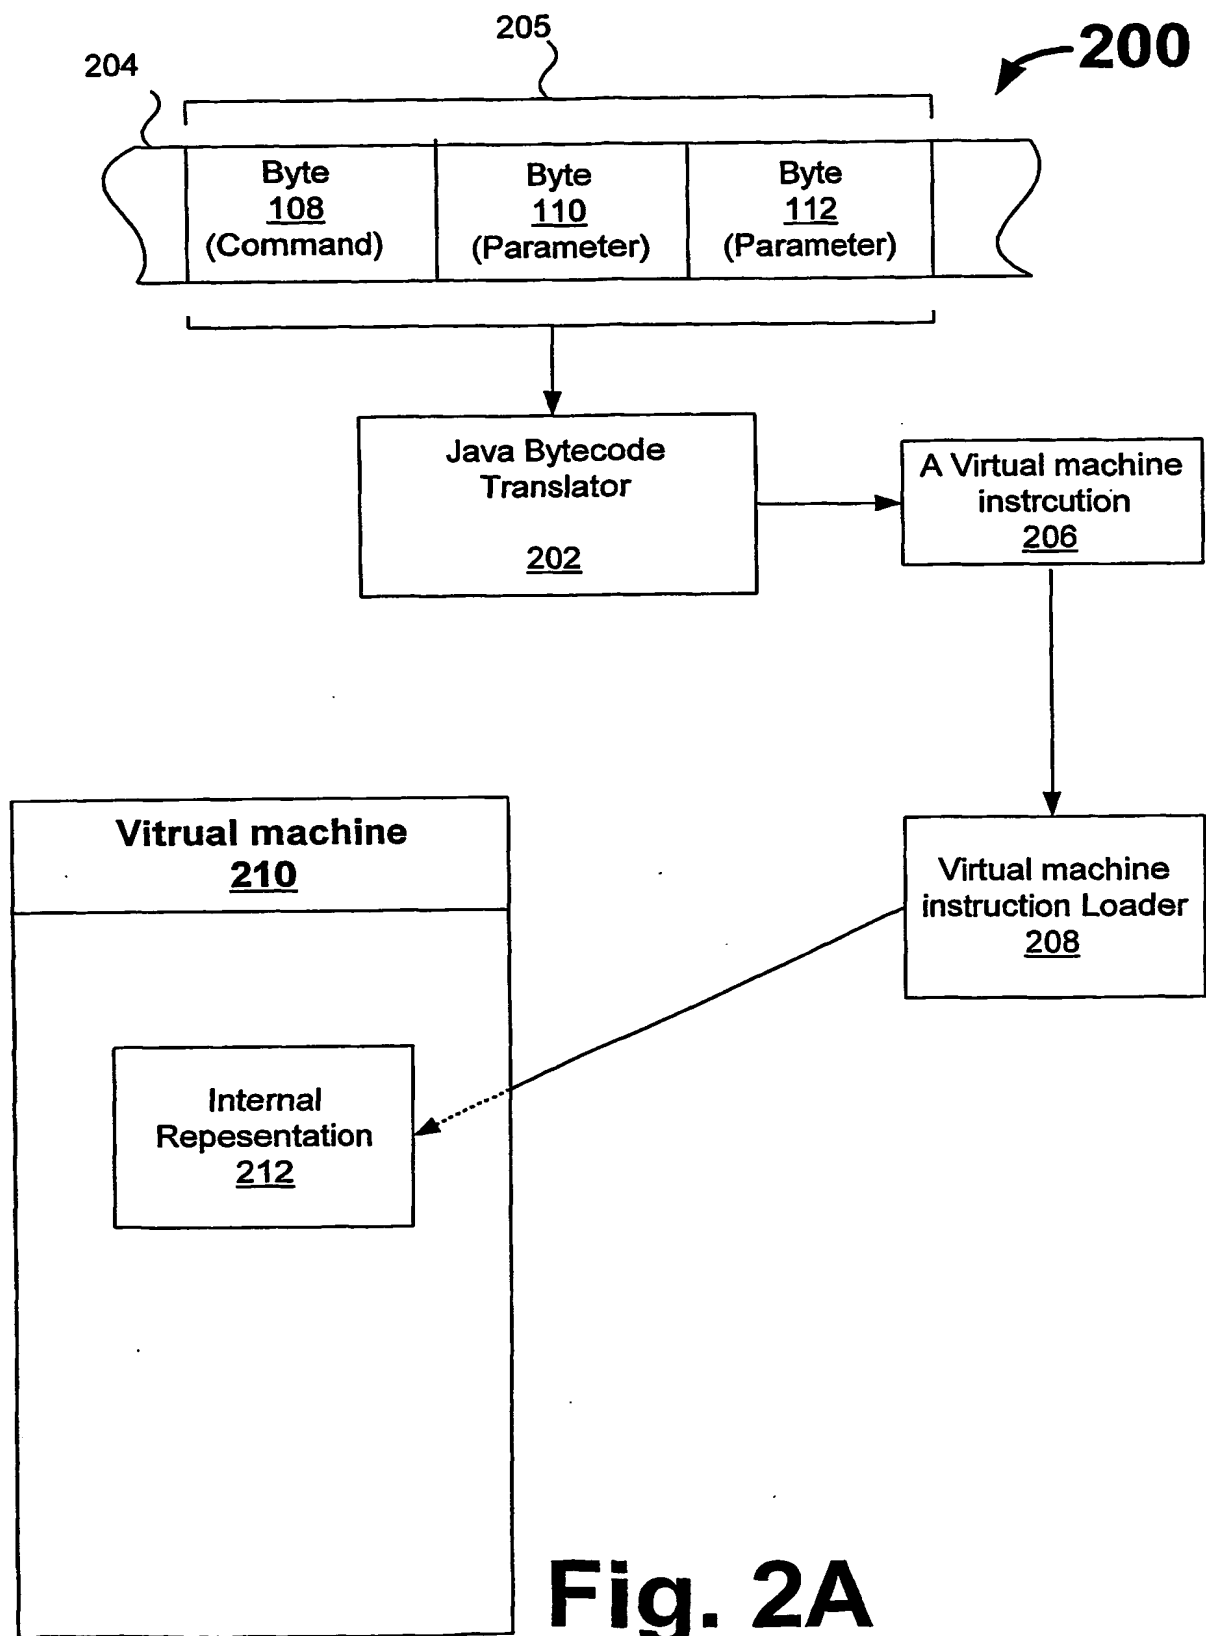 205
200
204
Byte
108
(Command)
Byte
110
(Parameter)
Byte
112
(Parameter)
Java Bytecode
Translator
202
A Virtual machine
instrcution
206
Vitrual machine
210
Virtual machine
instruction Loader
208
Internal
Repesentation
212
Fig. 2A